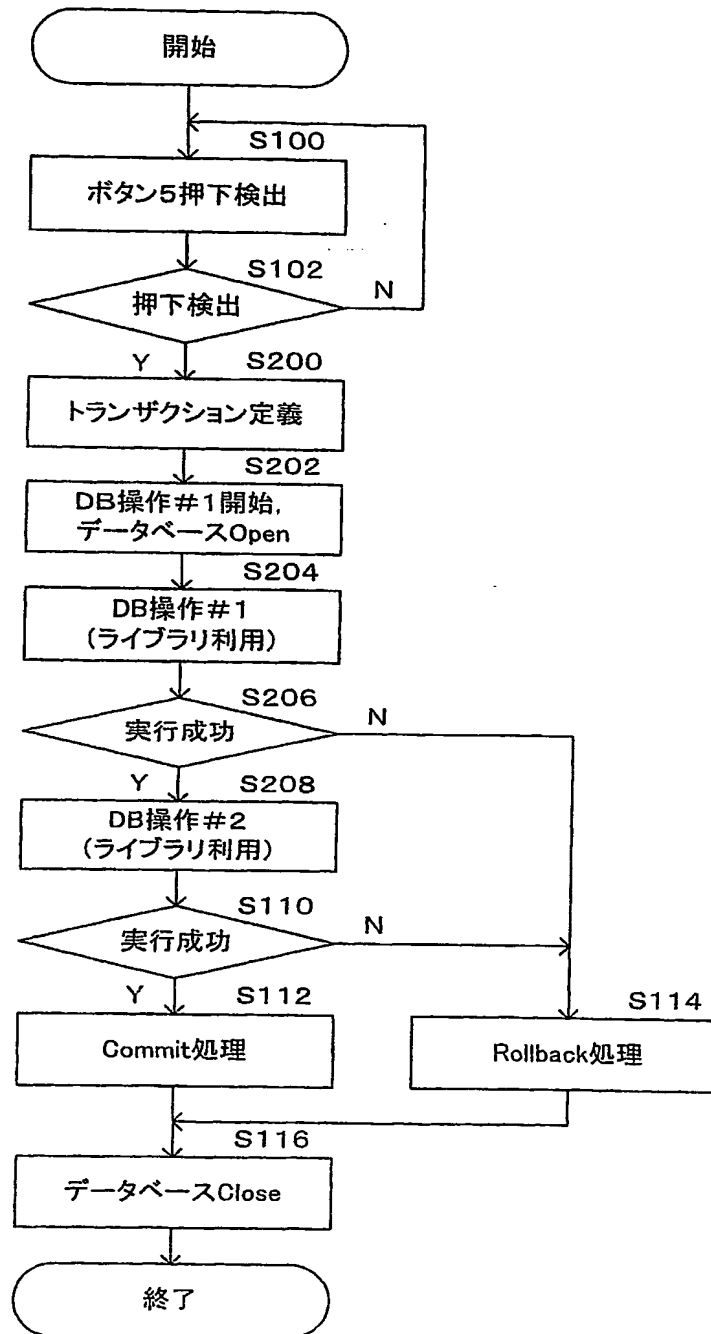 開始
S100
ボタン5押下検出
S102
押下検出
N
Y
S200
トランザクション定義
S202
DB操作＃1開始,
データベースOpen
S204
DB操作＃1
(ライブラリ利用)
S206
実行成功
N
Y
S208
DB操作＃2
(ライブラリ利用)
S110
実行成功
N
Y
S112
S114
Commit処理
Rollback処理
S116
データベースClose
終了